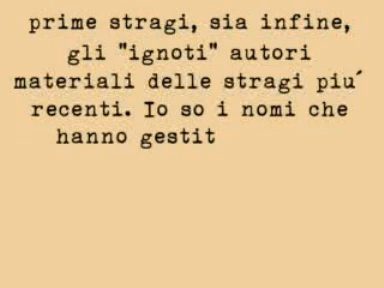 prime stragi, sia infine,
gli "ignoti" autori
materiali delle stragi piu´
recenti. Io so i nomi che
hanno gestit